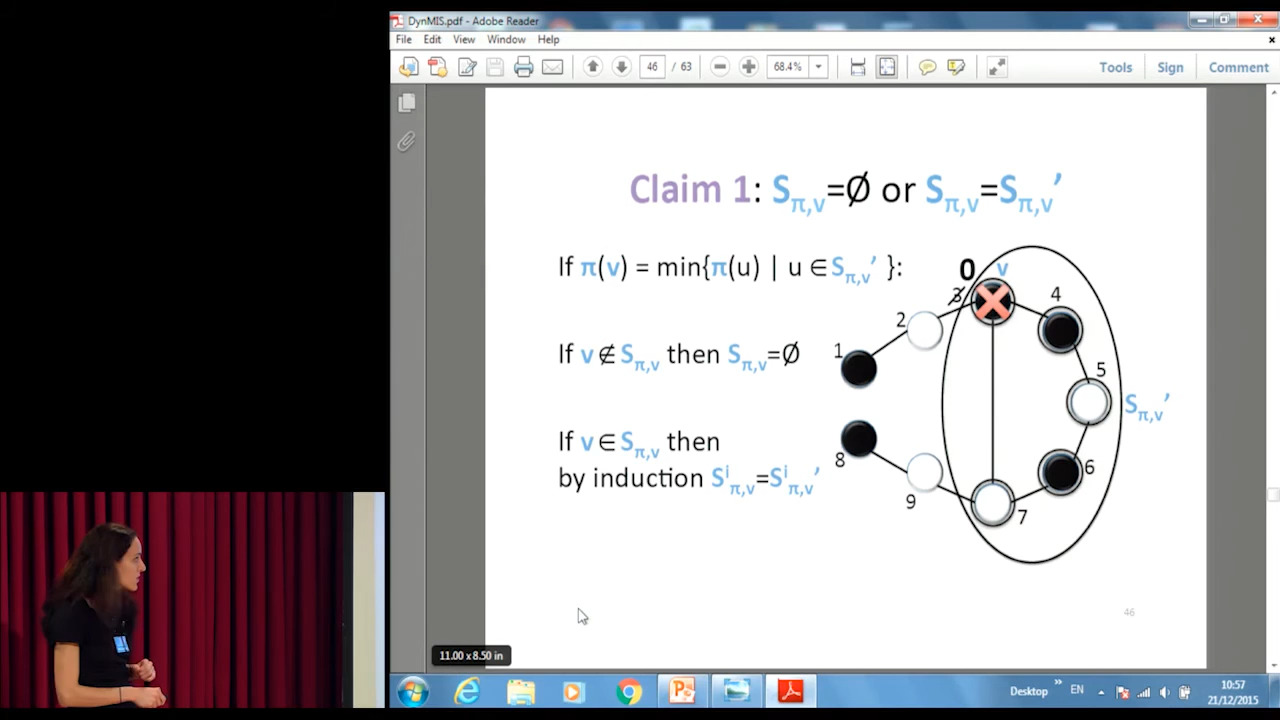 DynMIS.pdf - Adobe Reader
File Edit View Window Help
46 / 63 68.4% Tools Sign Comment
Claim 1: Sπ,v=Ø or Sπ,v=Sπ,v’
If π(v) = min{π(u) | u ∈ Sπ,v’ }:
0 v
3 4
2
If v ∉ Sπ,v then Sπ,v=Ø
1
5
Sπ,v’
If v ∈ Sπ,v then
by induction Sⁱπ,v=Sⁱπ,v’
8 6
9 7
46
11.00 x 8.50 in
Desktop » EN 10:57
21/12/2015